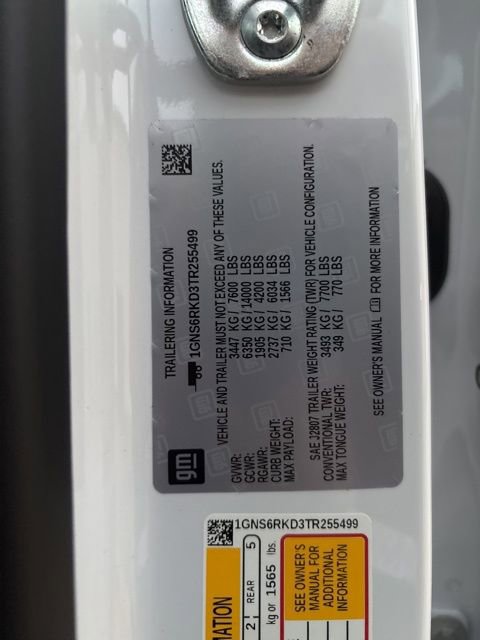 gm
TRAILERING INFORMATION
1GNS6RKD3TR255499
VEHICLE AND TRAILER MUST NOT EXCEED ANY OF THESE VALUES.
GVWR: 3447 KG/ 7600 LBS
GCWR: 6350 KG/ 14000 LBS
RGAWR: 1905 KG/ 4200 LBS
CURB WEIGHT: 2737 KG/ 6034 LBS
MAX PAYLOAD: 710 KG/ 1566 LBS
SAE J2807 TRAILER WEIGHT RATING (TWR) FOR VEHICLE CONFIGURATION.
CONVENTIONAL TWR: 3493 KG/ 7700 LBS
MAX TONGUE WEIGHT: 349 KG/ 770 LBS
SEE OWNER'S MANUAL FOR MORE INFORMATION
1GNS6RKD3TR255499
2 REAR 5
kg or 1565 lbs.
SEE OWNER'S
MANUAL FOR
ADDITIONAL
INFORMATION